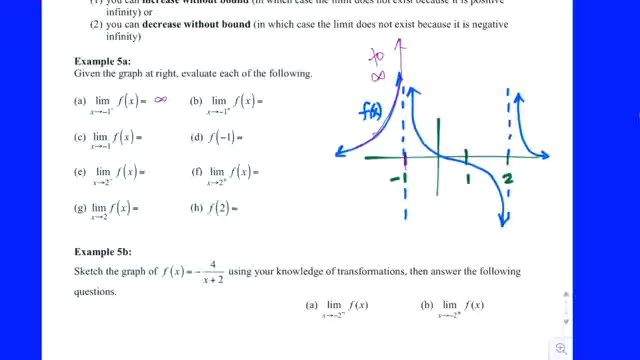 (1) you can increase without bound (in which case the limit does not exist because it is positive
infinity) or
(2) you can decrease without bound (in which case the limit does not exist because it is negative
infinity)
Example 5a:
Given the graph at right, evaluate each of the following.
(a) lim x→-1⁻ f(x) = ∞ (b) lim x→-1⁺ f(x) =
(c) lim x→-1 f(x) = (d) f(-1) =
(e) lim x→2⁻ f(x) = (f) lim x→2⁺ f(x) =
(g) lim x→2 f(x) = (h) f(2) =
to
∞
f(x)
-1 1 2
Example 5b:
Sketch the graph of f(x) = - 4/(x+2) using your knowledge of transformations, then answer the following
questions.
(a) lim x→-2⁻ f(x) (b) lim x→-2⁺ f(x)